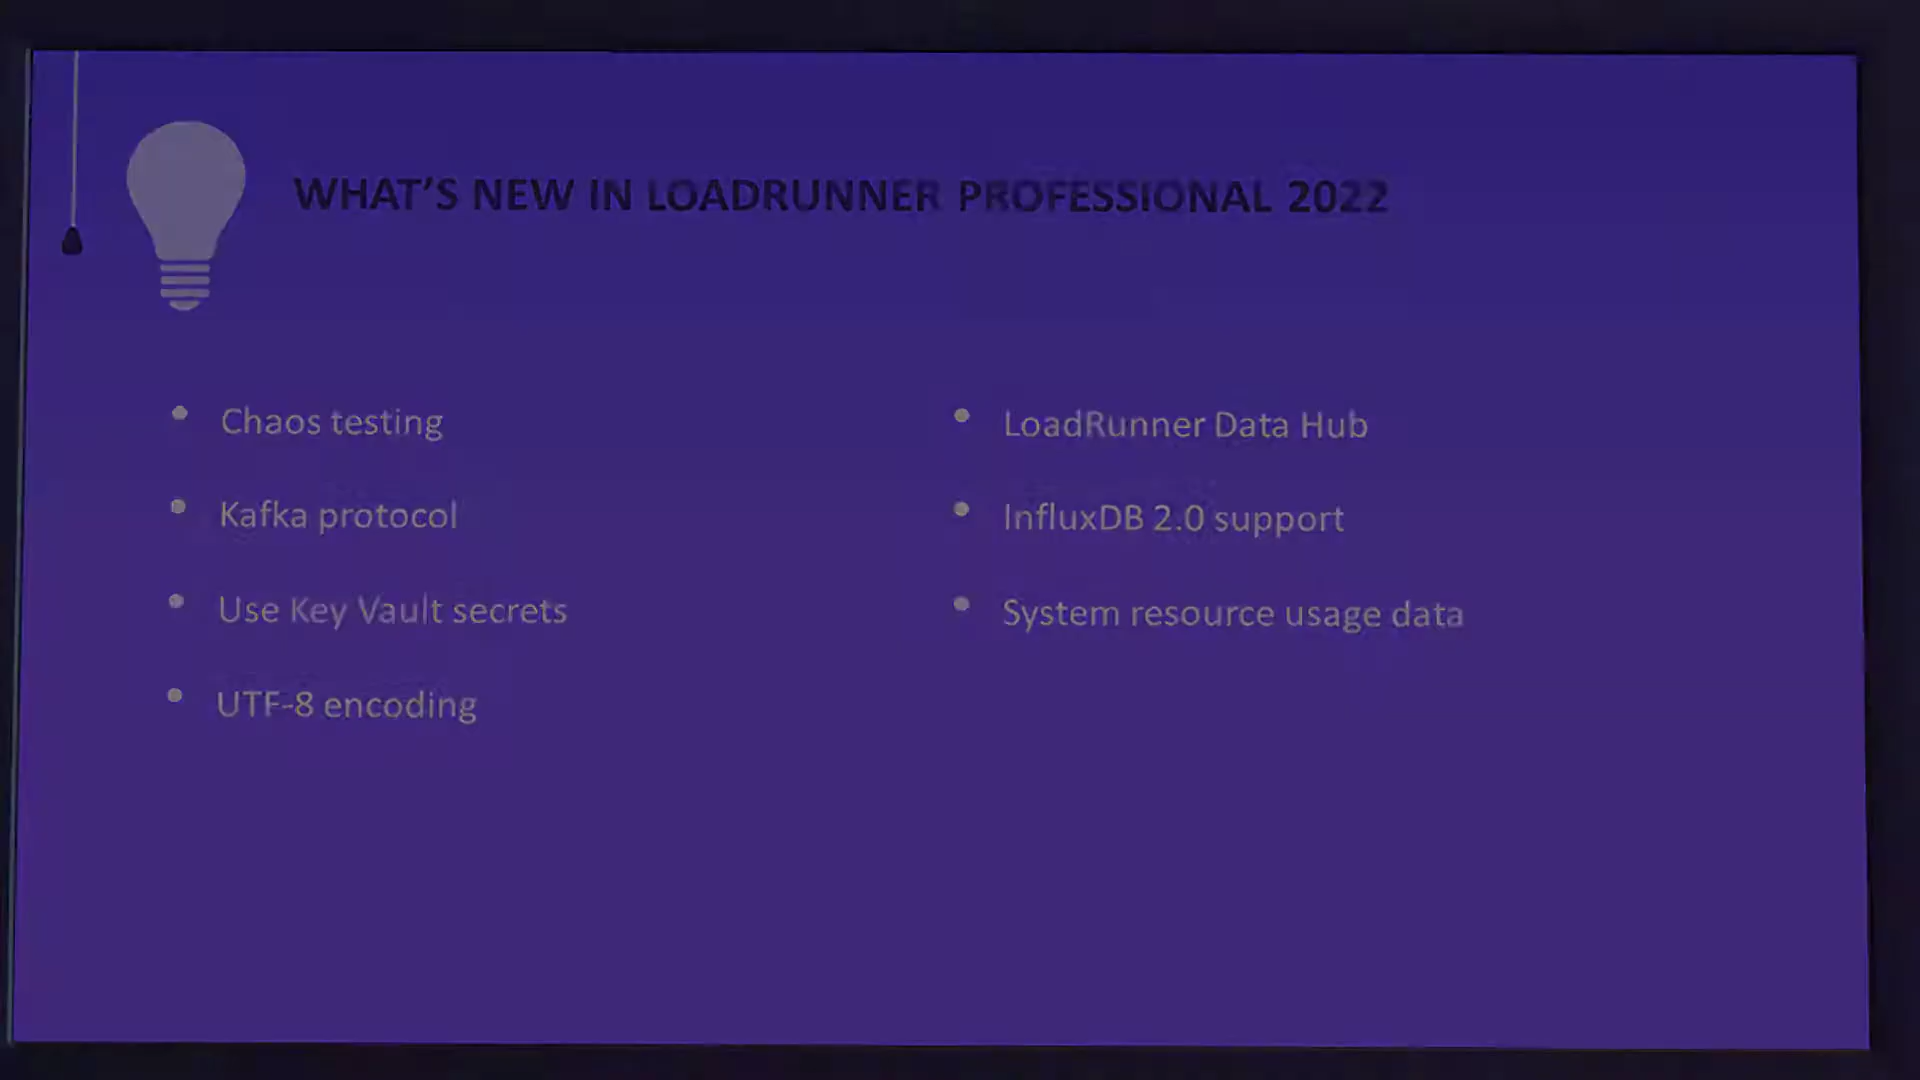 WHAT'S NEW IN LOADRUNNER PROFESSIONAL 2022
Chaos testing
Kafka protocol
Use Key Vault secrets
UTF-8 encoding
LoadRunner Data Hub
InfluxDB 2.0 support
System resource usage data